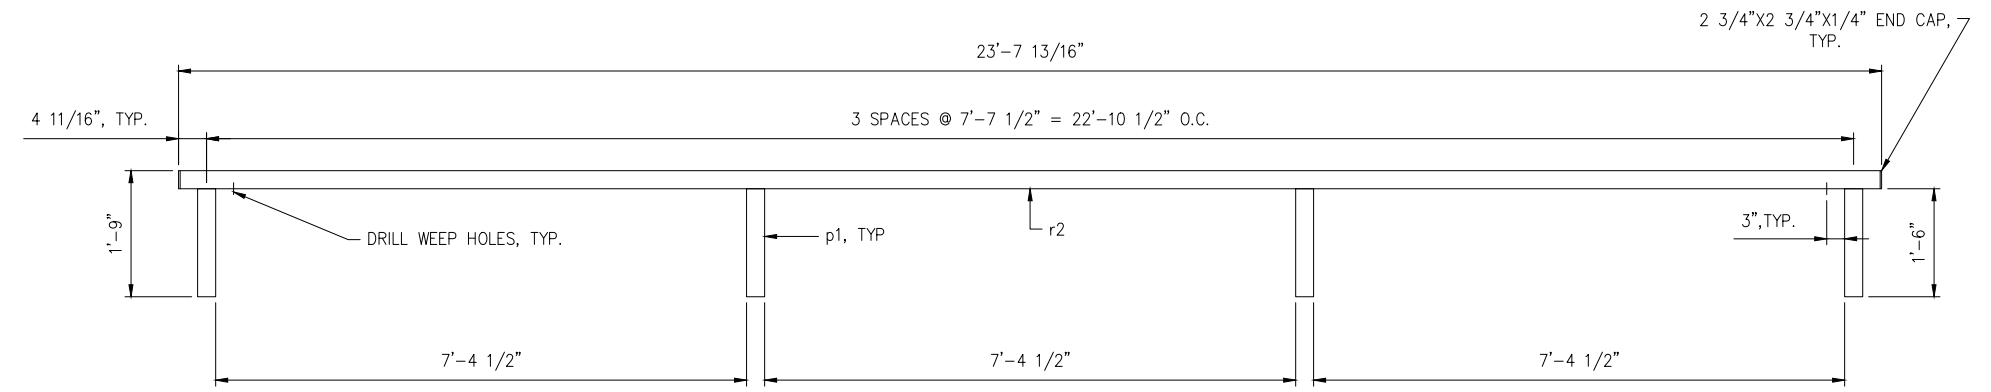 2 3/4"X2 3/4"X1/4" END CAP,
TYP.
23'-7 13/16"
4 11/16", TYP.
3 SPACES @ 7'-7 1/2" = 22'-10 1/2" O.C.
1'-9"
DRILL WEEP HOLES, TYP.
p1, TYP
r2
3",TYP.
1'-6"
7'-4 1/2"
7'-4 1/2"
7'-4 1/2"